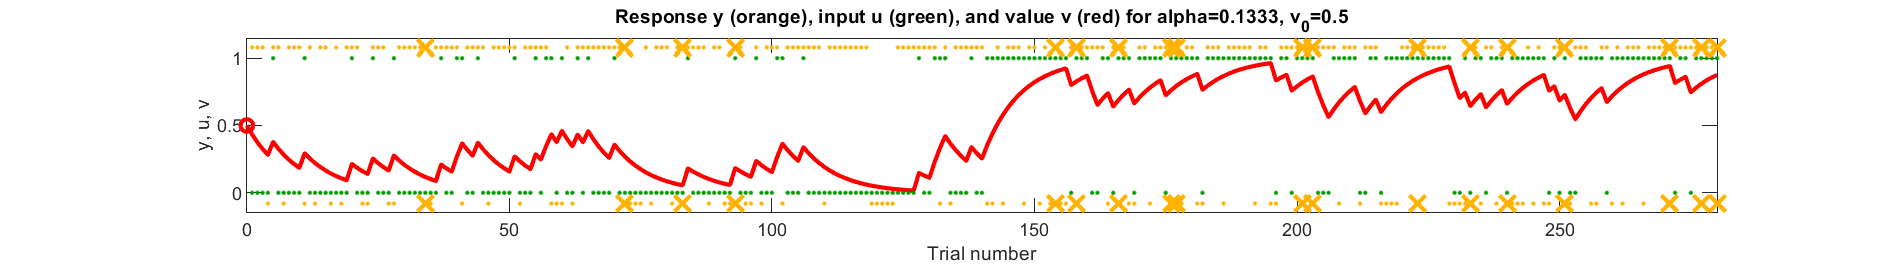 Response y (orange), input u (green), and value v (red) for alpha=0.1333, v0=0.5
y, u, v
1
0.5
0
0 50 100 150 200 250
Trial number